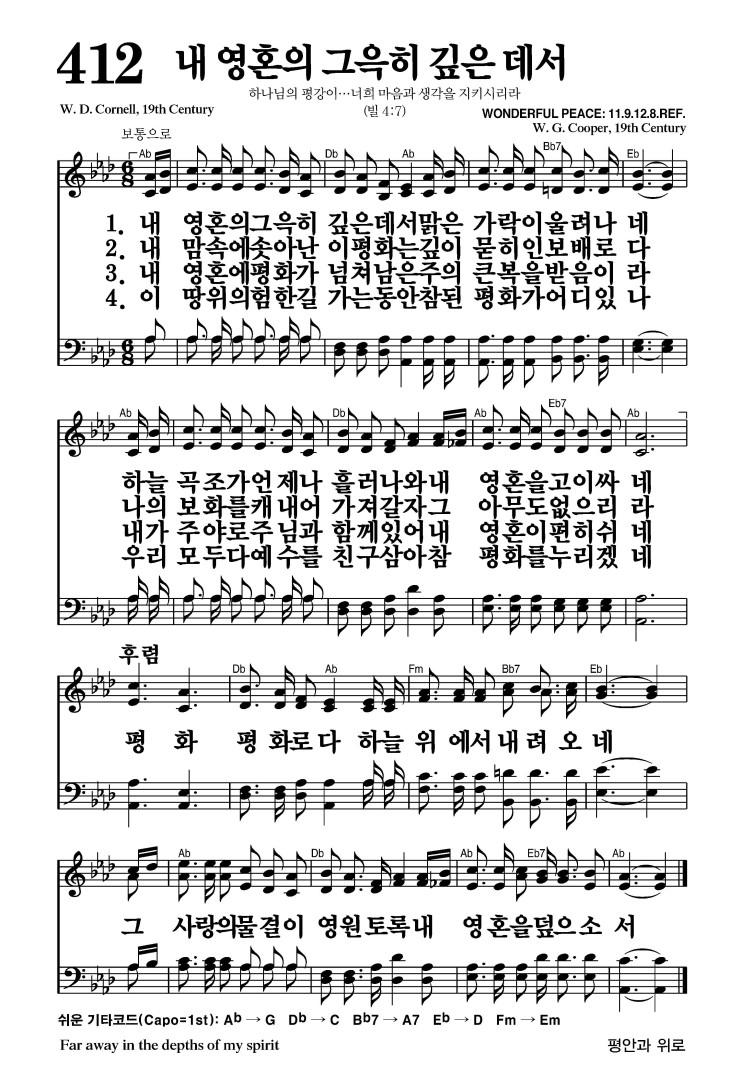 412 내 영혼의 그윽히 깊은 데서
하나님의 평강이…너희 마음과 생각을 지키시리라
W. D. Cornell, 19th Century (빌 4:7) WONDERFUL PEACE: 11.9.12.8.REF.
W. G. Cooper, 19th Century
보통으로
Ab Db Ab Bb7 Eb
1. 내 영혼의그윽히 깊은데서맑은 가락이울려나 네
2. 내 맘속에솟아난 이평화는깊이 묻히인보배로 다
3. 내 영혼에평화가 넘쳐남은주의 큰복을받음이 라
4. 이 땅위의험한길 가는동안참된 평화가어디있 나
Ab Db Ab Eb7 Ab
하늘 곡조가언제나 흘러나와내 영혼을고이싸 네
나의 보화를캐내어 가져갈자그 아무도없으리 라
내가 주야로주님과 함께있어내 영혼이편히쉬 네
우리 모두다예수를 친구삼아참 평화를누리겠 네
후렴
Db Ab Fm Bb7 Eb
평 화 평화로다 하늘 위에서내려오네
Ab Db Ab Eb7 Ab
그 사랑의물결이 영원토록내 영혼을덮으소 서
쉬운 기타코드(Capo=1st): Ab → G Db → C Bb7 → A7 Eb → D Fm → Em
Far away in the depths of my spirit 평안과 위로